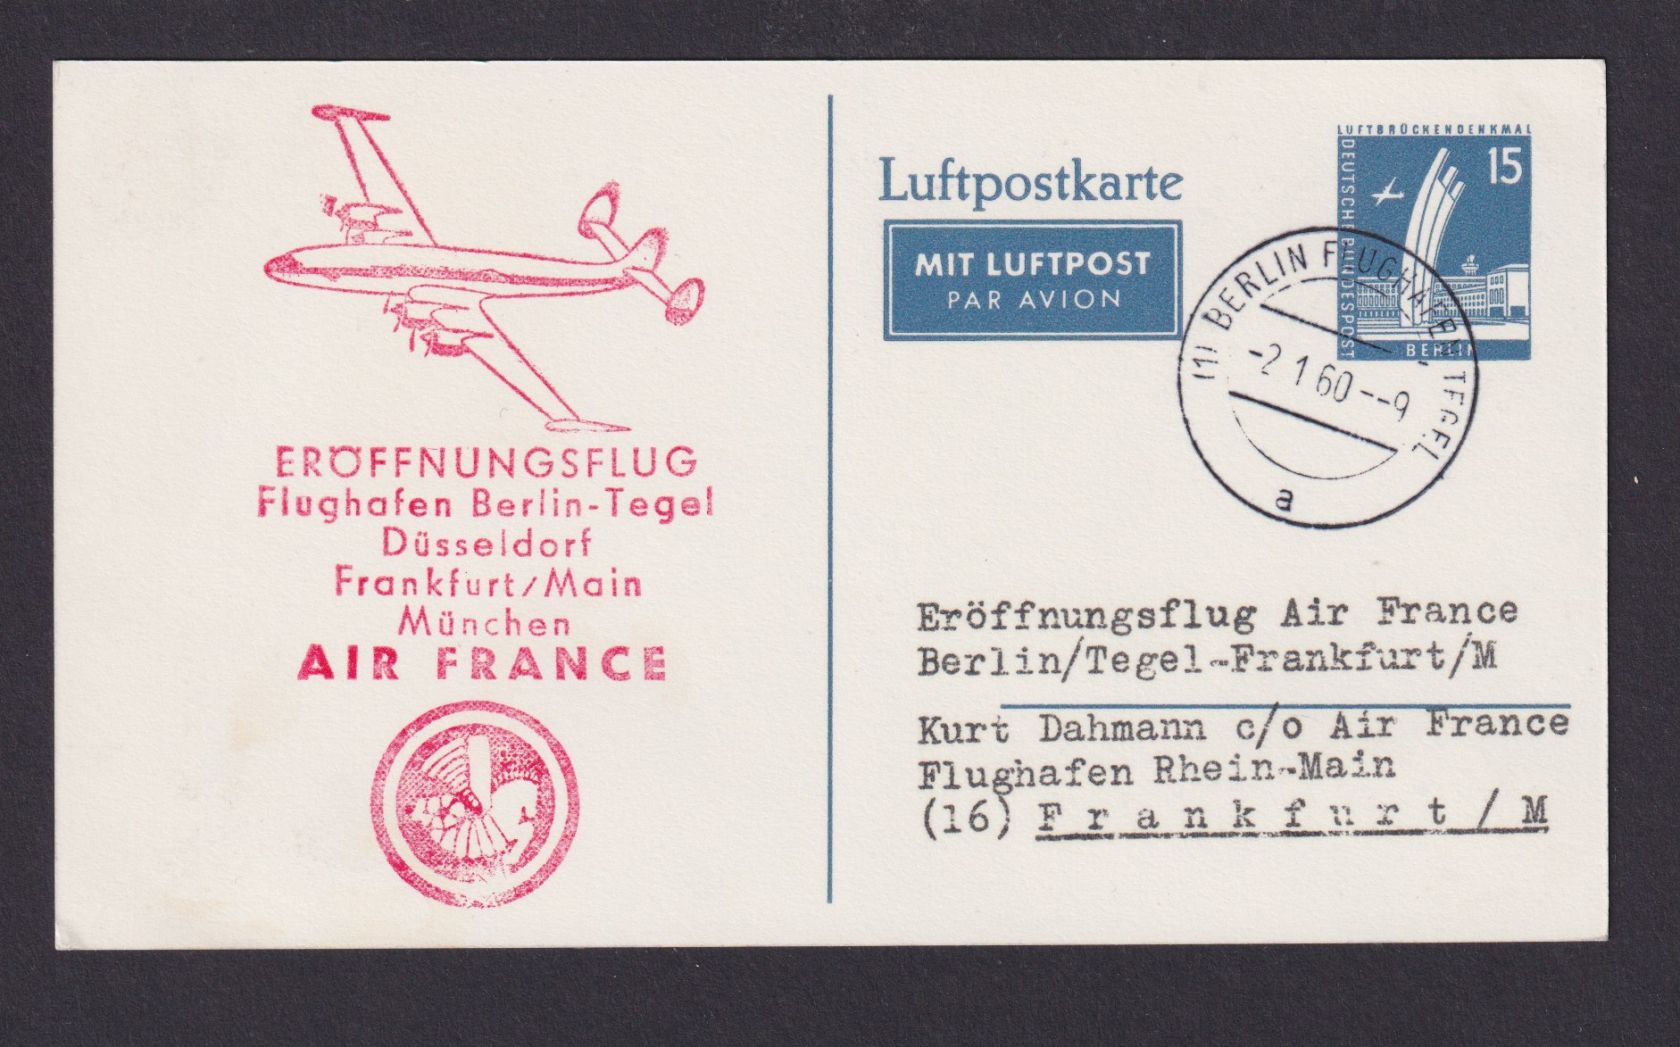 ERÖFFNUNGSFLUG
Flughafen Berlin-Tegel
Düsseldorf
Frankfurt/Main
München
AIR FRANCE
Luftpostkarte
MIT LUFTPOST
PAR AVION
LUFTBRÜCKENDENKMAL
DEUTSCHE BUNDESPOST
15
BERLIN
(1) BERLIN FLUGHAFEN TEGEL
-2.1.60--9
a
Eröffnungsflug Air France
Berlin/Tegel-Frankfurt/M
Kurt Dahmann c/o Air France
Flughafen Rhein-Main
(16) F r a n k f u r t / M